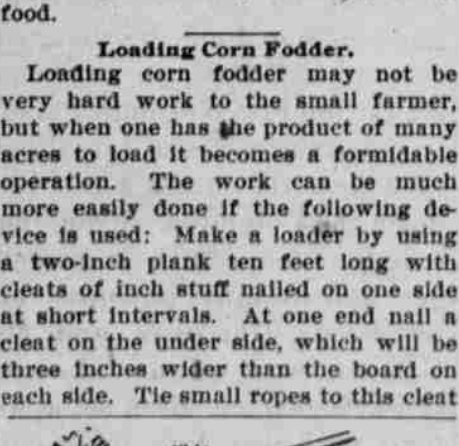 food.
Loading Corn Fodder.
Loading corn fodder may not be
very hard work to the small farmer,
but when one has the product of many
acres to load it becomes a formidable
operation. The work can be much
more easily done if the following de-
vice is used: Make a loader by using
a two-inch plank ten feet long with
cleats of inch stuff nailed on one side
at short intervals. At one end nail a
cleat on the under side, which will be
three inches wider than the board on
each side. Tie small ropes to this cleat